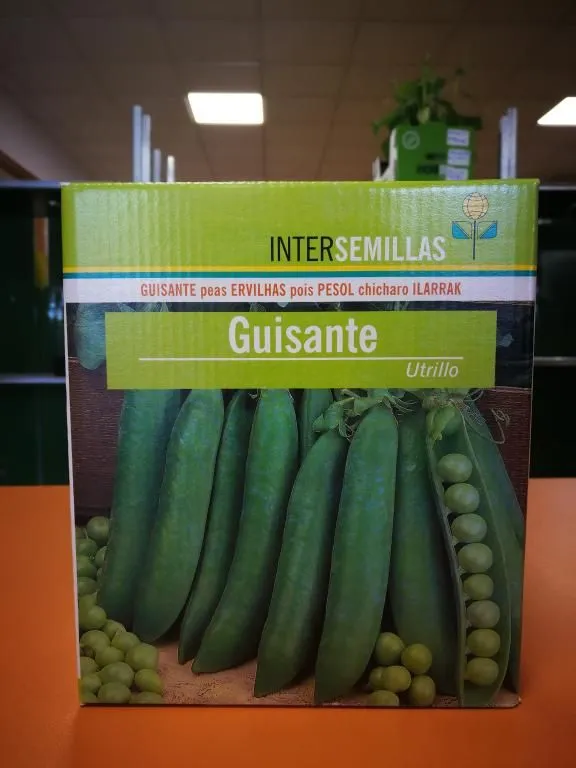 INTERSEMILLAS
GUISANTE peas ERVILHAS pois PESOL chicharo ILARRAK
Guisante
Utrillo